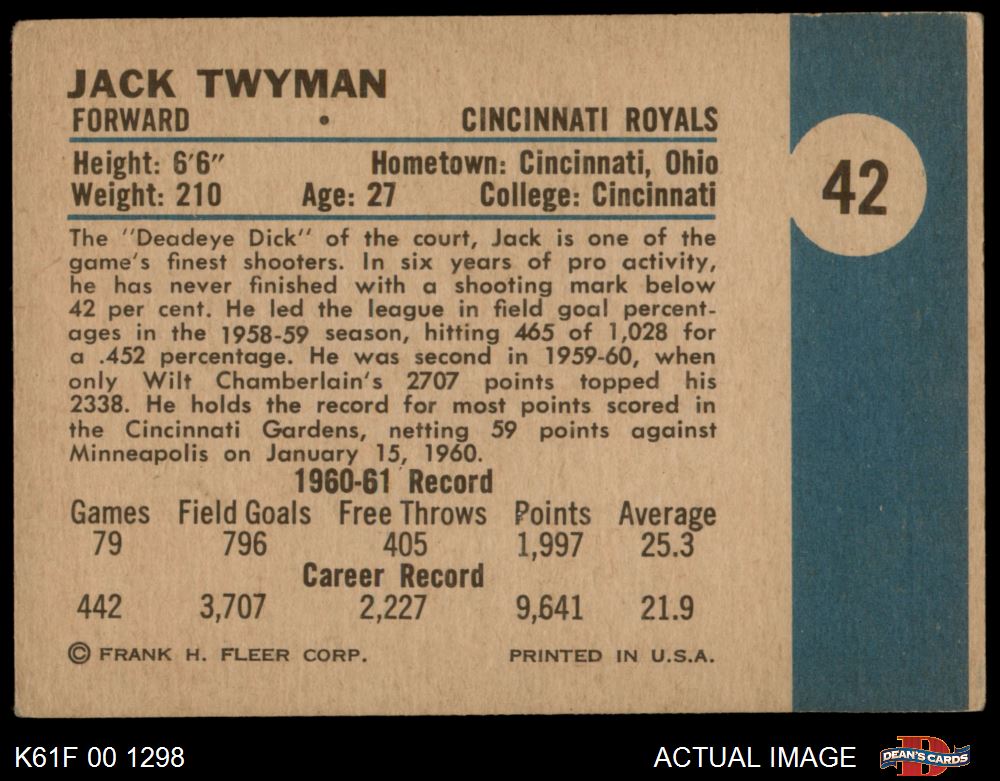 JACK TWYMAN
FORWARD • CINCINNATI ROYALS
42
Height: 6'6" Hometown: Cincinnati, Ohio
Weight: 210 Age: 27 College: Cincinnati
The "Deadeye Dick" of the court, Jack is one of the
game's finest shooters. In six years of pro activity,
he has never finished with a shooting mark below
42 per cent. He led the league in field goal percent-
ages in the 1958-59 season, hitting 465 of 1,028 for
a .452 percentage. He was second in 1959-60, when
only Wilt Chamberlain's 2707 points topped his
2338. He holds the record for most points scored in
the Cincinnati Gardens, netting 59 points against
Minneapolis on January 15, 1960.
1960-61 Record
Games Field Goals Free Throws Points Average
79 796 405 1,997 25.3
Career Record
442 3,707 2,227 9,641 21.9
© FRANK H. FLEER CORP. PRINTED IN U.S.A.
K61F 00 1298 ACTUAL IMAGE DEAN'S CARDS